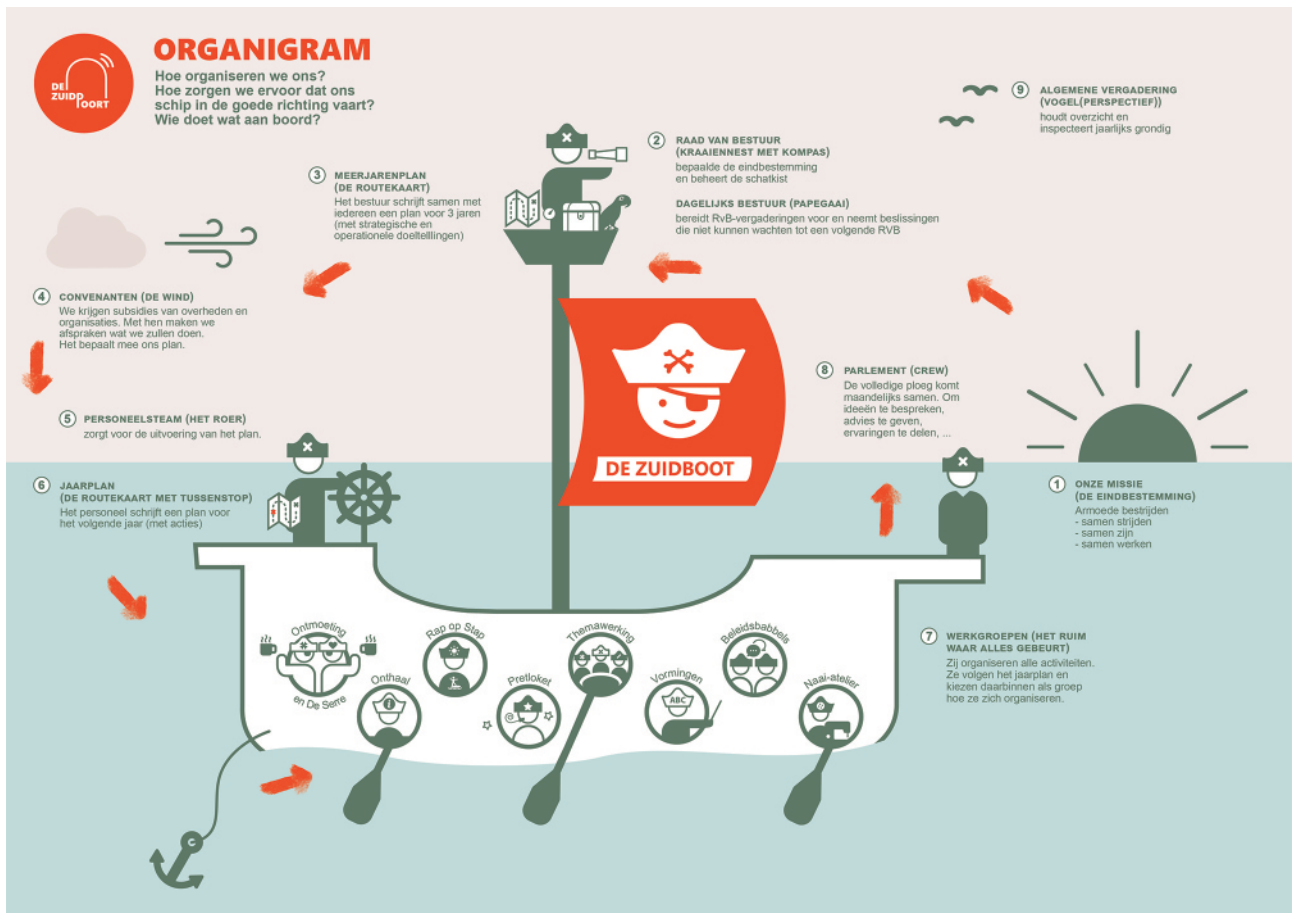 DE
ZUIDP
OORT
ORGANIGRAM
Hoe organiseren we ons?
Hoe zorgen we ervoor dat ons
schip in de goede richting vaart?
Wie doet wat aan boord?
9 ALGEMENE VERGADERING
(VOGEL(PERSPECTIEF))
houdt overzicht en
inspecteert jaarlijks grondig
2 RAAD VAN BESTUUR
(KRAAIENNEST MET KOMPAS)
bepaalde de eindbestemming
en beheert de schatkist
DAGELIJKS BESTUUR (PAPEGAAI)
bereidt RvB-vergaderingen voor en neemt beslissingen
die niet kunnen wachten tot een volgende RVB
3 MEERJARENPLAN
(DE ROUTEKAART)
Het bestuur schrijft samen met
iedereen een plan voor 3 jaren
(met strategische en
operationele doeltelllingen)
4 CONVENANTEN (DE WIND)
We krijgen subsidies van overheden en
organisaties. Met hen maken we
afspraken wat we zullen doen.
Het bepaalt mee ons plan.
5 PERSONEELSTEAM (HET ROER)
zorgt voor de uitvoering van het plan.
6 JAARPLAN
(DE ROUTEKAART MET TUSSENSTOP)
Het personeel schrijft een plan voor
het volgende jaar (met acties)
DE ZUIDBOOT
8 PARLEMENT (CREW)
De volledige ploeg komt
maandelijks samen. Om
ideeën te bespreken,
advies te geven,
ervaringen te delen, ...
1 ONZE MISSIE
(DE EINDBESTEMMING)
Armoede bestrijden
- samen strijden
- samen zijn
- samen werken
Ontmoeting
en De Serre
Onthaal
i
Rap op Stap
Pretloket
Themawerking
Vormingen
ABC
Beleidsbabbels
Naai-atelier
7 WERKGROEPEN (HET RUIM
WAAR ALLES GEBEURT)
Zij organiseren alle activiteiten.
Ze volgen het jaarplan en
kiezen daarbinnen als groep
hoe ze zich organiseren.